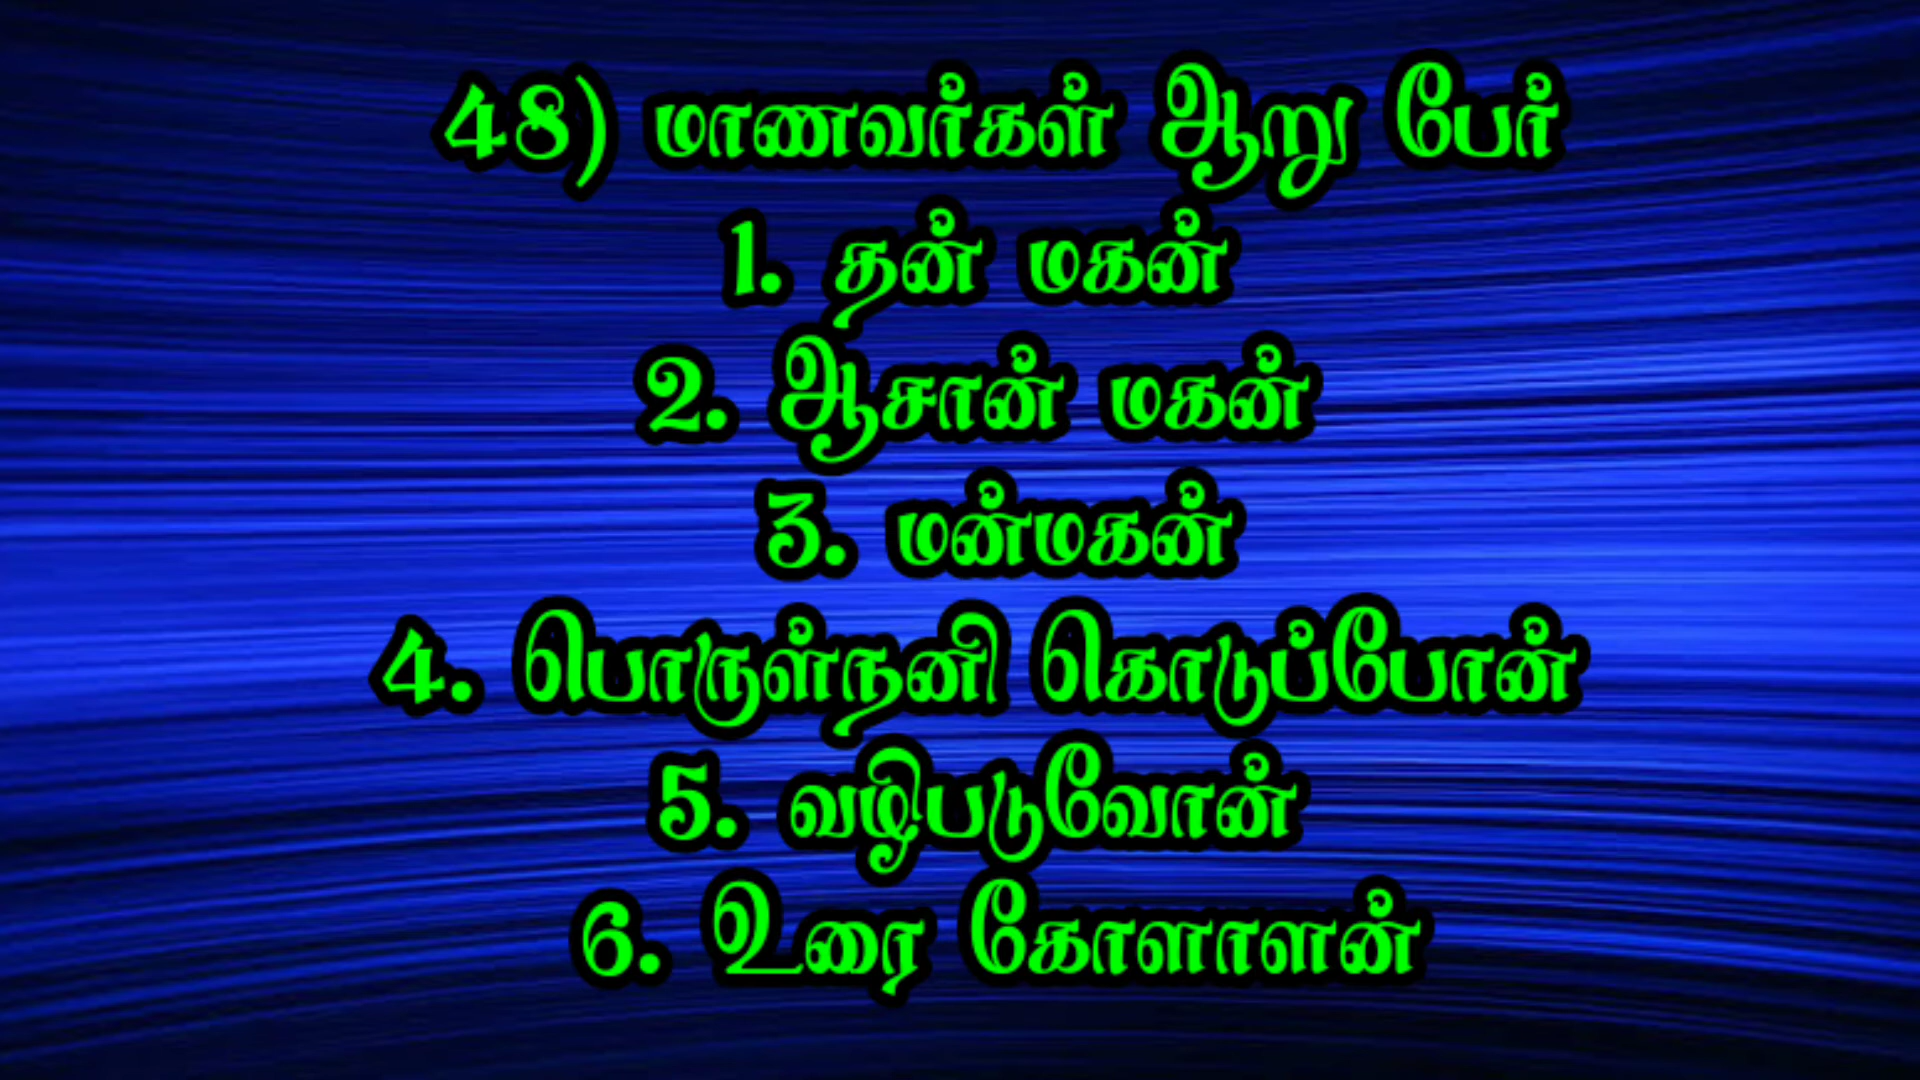 48) மாணவர்கள் ஆறு பேர்
1. தன் மகன்
2. ஆசான் மகன்
3. மன்மகன்
4. பொருள்நனி கொடுப்போன்
5. வழிபடுவோன்
6. உரை கோளாளன்